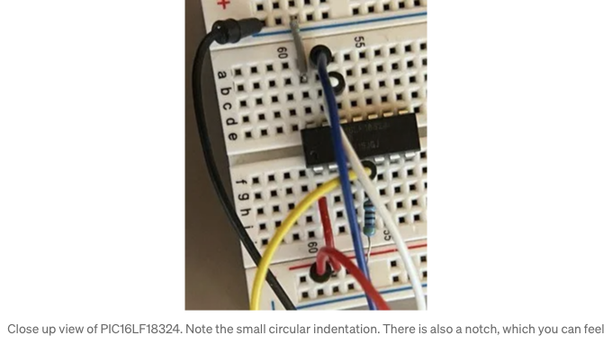 +
60
55
a
b
c
d
e
f
g
h
i
60
55
Close up view of PIC16LF18324. Note the small circular indentation. There is also a notch, which you can feel